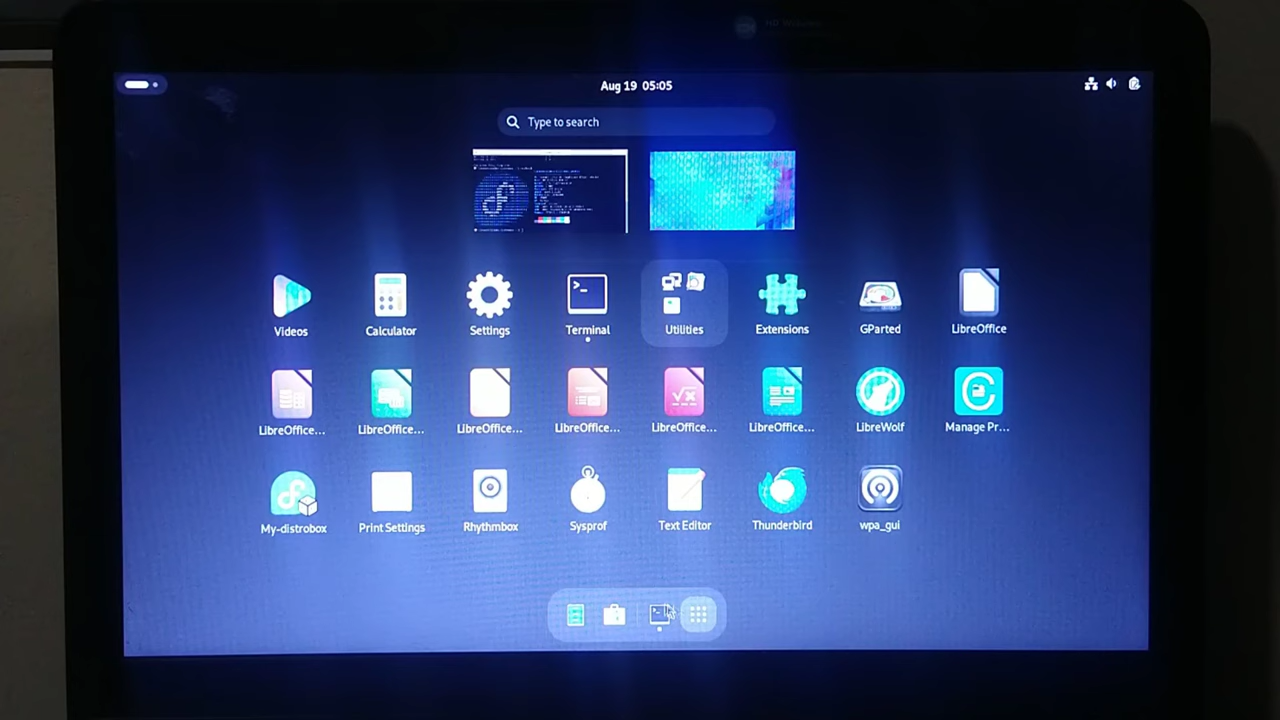 Aug 19 05:05
Type to search
Videos
Calculator
Settings
Terminal
Utilities
Extensions
GParted
LibreOffice
LibreOffice...
LibreOffice...
LibreOffice...
LibreOffice...
LibreOffice...
LibreOffice...
LibreWolf
Manage Pr...
My-distrobox
Print Settings
Rhythmbox
Sysprof
Text Editor
Thunderbird
wpa_gui